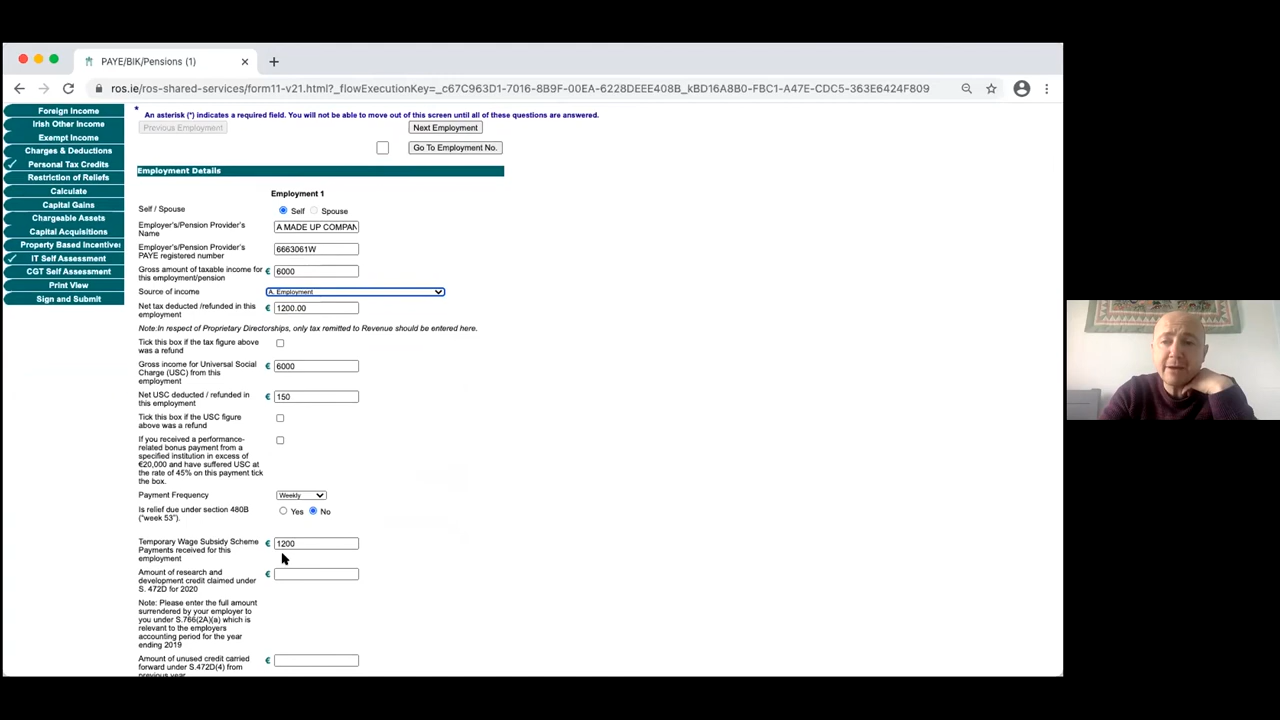 PAYE/BIK/Pensions (1)
ros.ie/ros-shared-services/form11-v21.html?_flowExecutionKey=_c67C963D1-7016-8B9F-00EA-6228DEEE408B_kBD16A8B0-FBC1-A47E-CDC5-363E6424F809
Foreign Income
Irish Other Income
Exempt Income
Charges & Deductions
Personal Tax Credits
Restriction of Reliefs
Calculate
Capital Gains
Chargeable Assets
Capital Acquisitions
Property Based Incentives
IT Self Assessment
CGT Self Assessment
Print View
Sign and Submit
* An asterisk (*) indicates a required field. You will not be able to move out of this screen until all of these questions are answered.
Previous Employment
Next Employment
Go To Employment No.
Employment Details
Employment 1
Self / Spouse
Self Spouse
Employer's/Pension Provider's
Name
A MADE UP COMPAN
Employer's/Pension Provider's
PAYE registered number
6663061W
Gross amount of taxable income for
this employment/pension
€ 6000
Source of income
A. Employment
Net tax deducted /refunded in this
employment
€ 1200.00
Note:In respect of Proprietary Directorships, only tax remitted to Revenue should be entered here.
Tick this box if the tax figure above
was a refund
Gross income for Universal Social
Charge (USC) from this
employment
€ 6000
Net USC deducted / refunded in
this employment
€ 150
Tick this box if the USC figure
above was a refund
If you received a performance-
related bonus payment from a
specified institution in excess of
€20,000 and have suffered USC at
the rate of 45% on this payment tick
the box.
Payment Frequency
Weekly
Is relief due under section 480B
("week 53").
Yes No
Temporary Wage Subsidy Scheme
Payments received for this
employment
€ 1200
Amount of research and
development credit claimed under
S. 472D for 2020
€
Note: Please enter the full amount
surrendered by your employer to
you under S.766(2A)(a) which is
relevant to the employers
accounting period for the year
ending 2019
Amount of unused credit carried
forward under S.472D(4) from
previous year
€